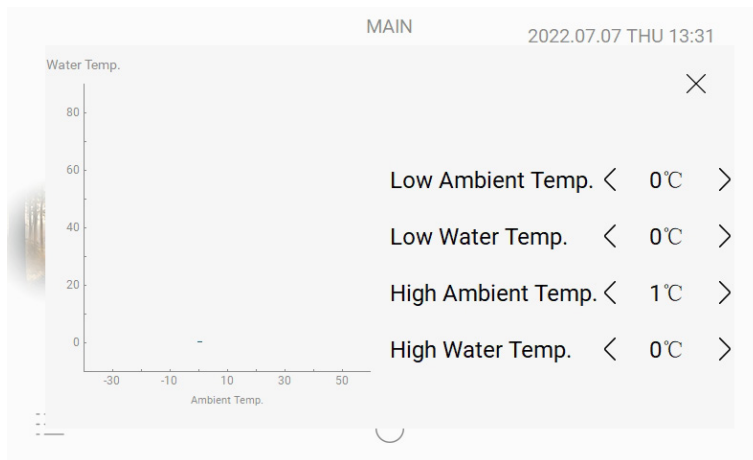 MAIN
2022.07.07 THU 13:31
Water Temp.
80
60
40
20
0
-30 -10 10 30 50
Ambient Temp.
Low Ambient Temp. < 0℃ >
Low Water Temp. < 0℃ >
High Ambient Temp. < 1℃ >
High Water Temp. < 0℃ >